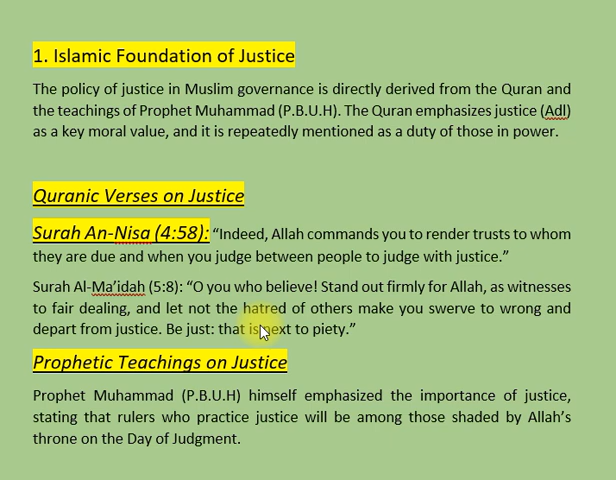 1. Islamic Foundation of Justice
The policy of justice in Muslim governance is directly derived from the Quran and
the teachings of Prophet Muhammad (P.B.U.H). The Quran emphasizes justice (Adl)
as a key moral value, and it is repeatedly mentioned as a duty of those in power.
Quranic Verses on Justice
Surah An-Nisa (4:58): “Indeed, Allah commands you to render trusts to whom
they are due and when you judge between people to judge with justice.”
Surah Al-Ma’idah (5:8): “O you who believe! Stand out firmly for Allah, as witnesses
to fair dealing, and let not the hatred of others make you swerve to wrong and
depart from justice. Be just: that is next to piety.”
Prophetic Teachings on Justice
Prophet Muhammad (P.B.U.H) himself emphasized the importance of justice,
stating that rulers who practice justice will be among those shaded by Allah’s
throne on the Day of Judgment.